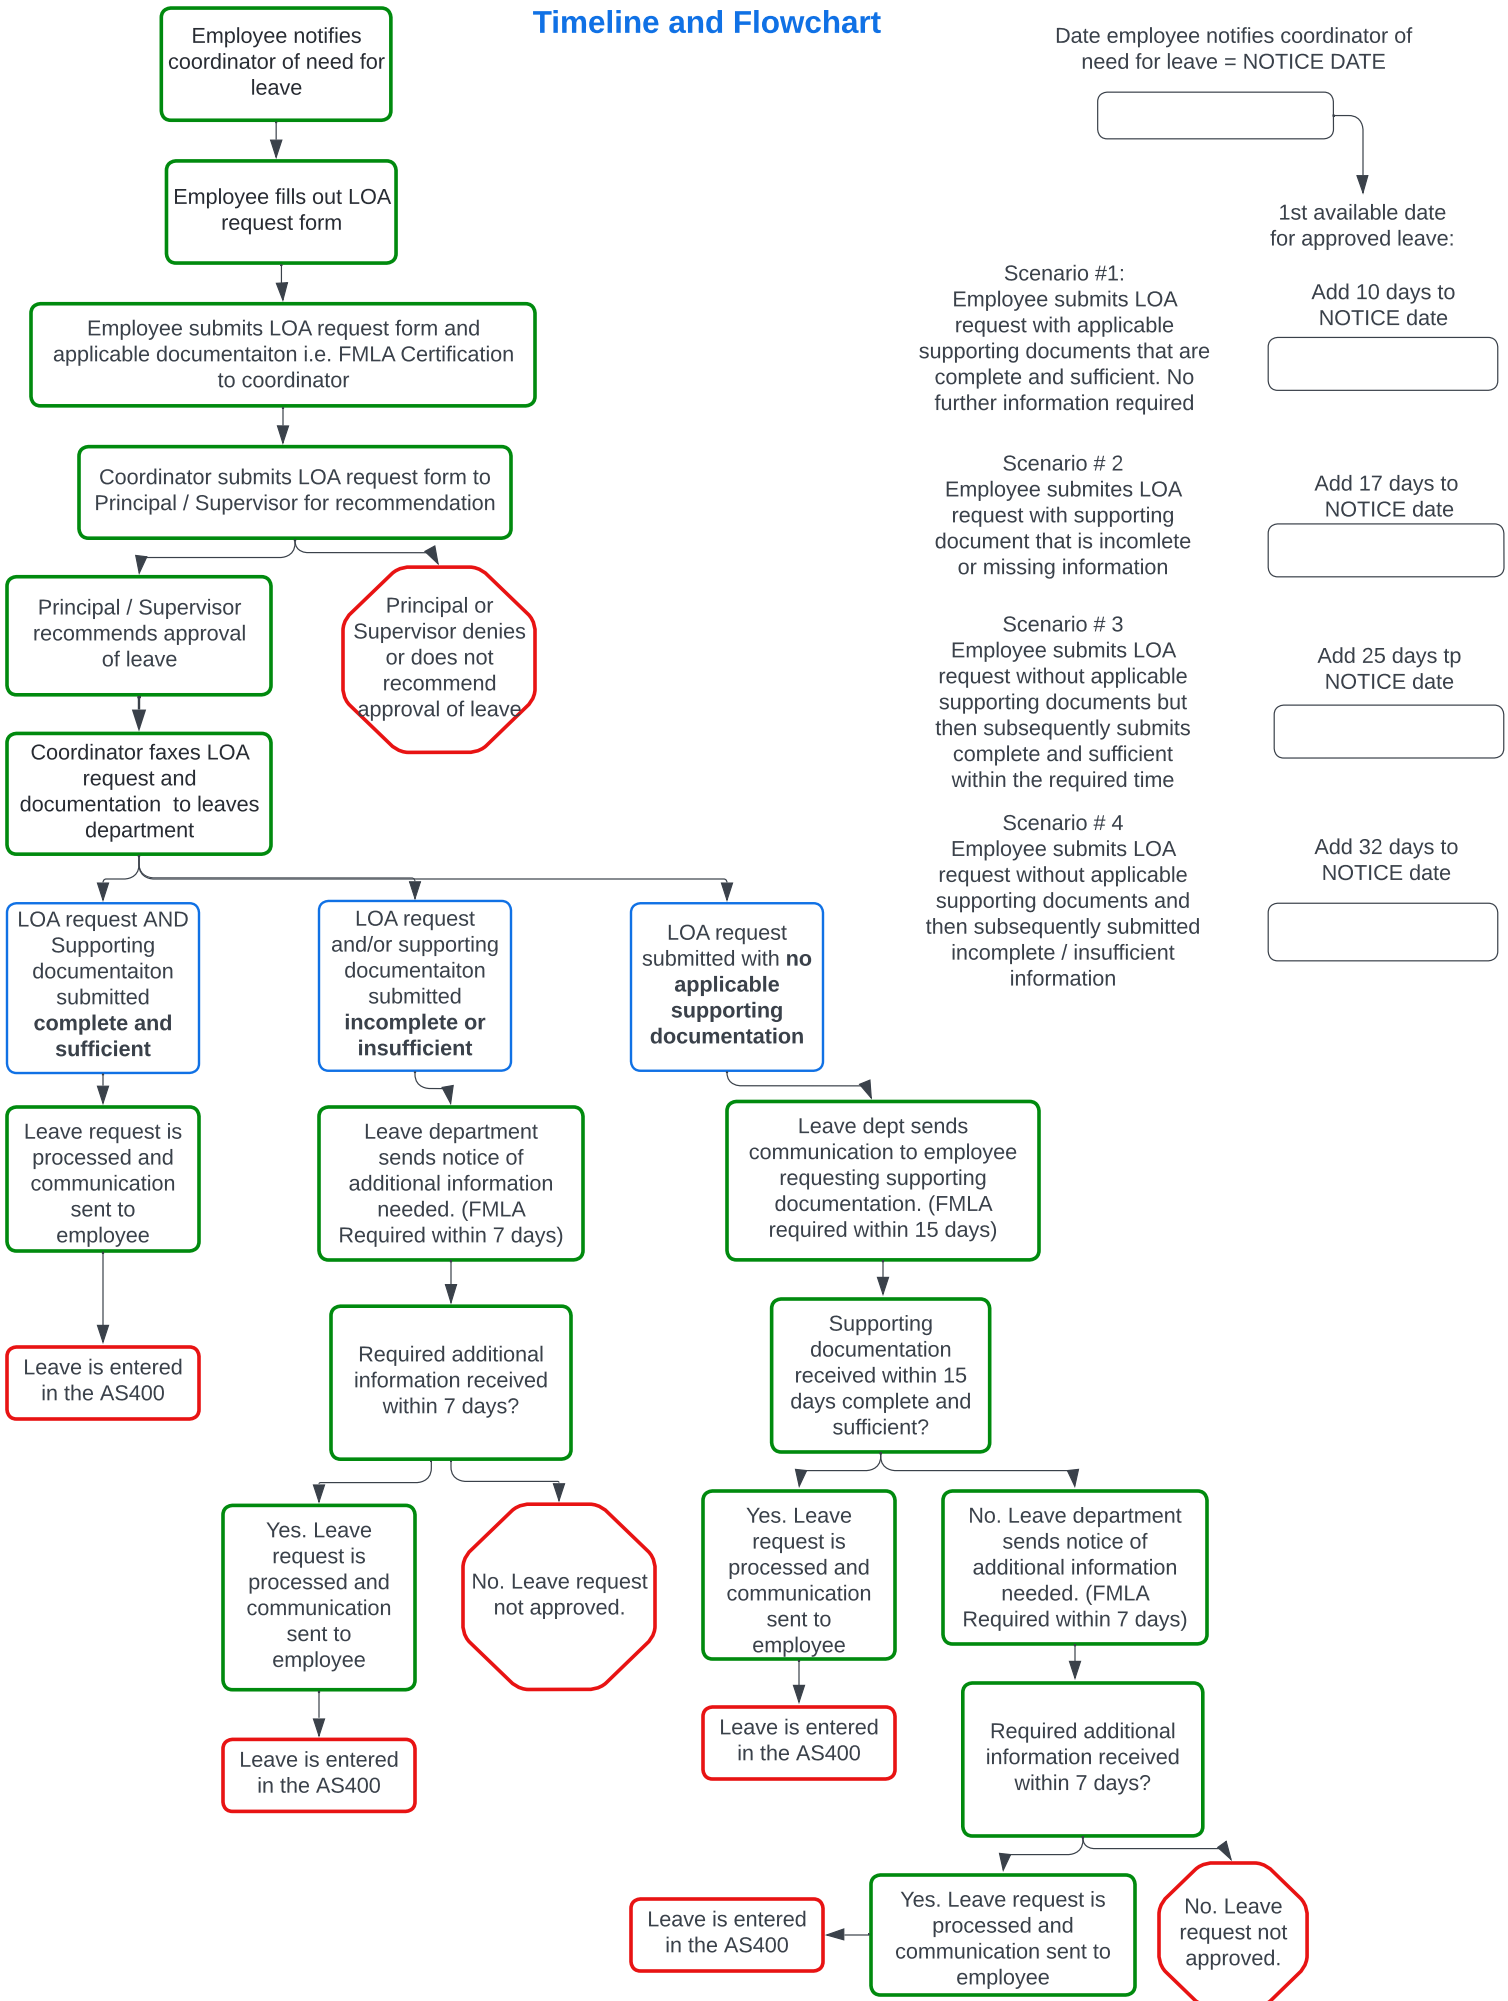 Timeline and Flowchart
Employee notifies
coordinator of need for
leave
Employee fills out LOA
request form
Employee submits LOA request form and
applicable documentaiton i.e. FMLA Certification
to coordinator
Coordinator submits LOA request form to
Principal / Supervisor for recommendation
Principal / Supervisor
recommends approval
of leave
Principal or
Supervisor denies
or does not
recommend
approval of leave
Coordinator faxes LOA
request and
documentation  to leaves
department
LOA request AND
Supporting
documentaiton
submitted
complete and
sufficient
LOA request
and/or supporting
documentaiton
submitted
incomplete or
insufficient
LOA request
submitted with no
applicable
supporting
documentation
Leave request is
processed and
communication
sent to
employee
Leave is entered
in the AS400
Leave department
sends notice of
additional information
needed. (FMLA
Required within 7 days)
Required additional
information received
within 7 days?
Yes. Leave
request is
processed and
communication
sent to
employee
No. Leave request
not approved.
Leave is entered
in the AS400
Leave dept sends
communication to employee
requesting supporting
documentation. (FMLA
required within 15 days)
Supporting
documentation
received within 15
days complete and
sufficient?
Yes. Leave
request is
processed and
communication
sent to
employee
Leave is entered
in the AS400
No. Leave department
sends notice of
additional information
needed. (FMLA
Required within 7 days)
Required additional
information received
within 7 days?
Yes. Leave request is
processed and
communication sent to
employee
Leave is entered
in the AS400
No. Leave
request not
approved.
Date employee notifies coordinator of
need for leave = NOTICE DATE
1st available date
for approved leave:
Scenario #1:
Employee submits LOA
request with applicable
supporting documents that are
complete and sufficient. No
further information required
Add 10 days to
NOTICE date
Scenario # 2
Employee submites LOA
request with supporting
document that is incomlete
or missing information
Add 17 days to
NOTICE date
Scenario # 3
Employee submits LOA
request without applicable
supporting documents but
then subsequently submits
complete and sufficient
within the required time
Add 25 days tp
NOTICE date
Scenario # 4
Employee submits LOA
request without applicable
supporting documents and
then subsequently submitted
incomplete / insufficient
information
Add 32 days to
NOTICE date